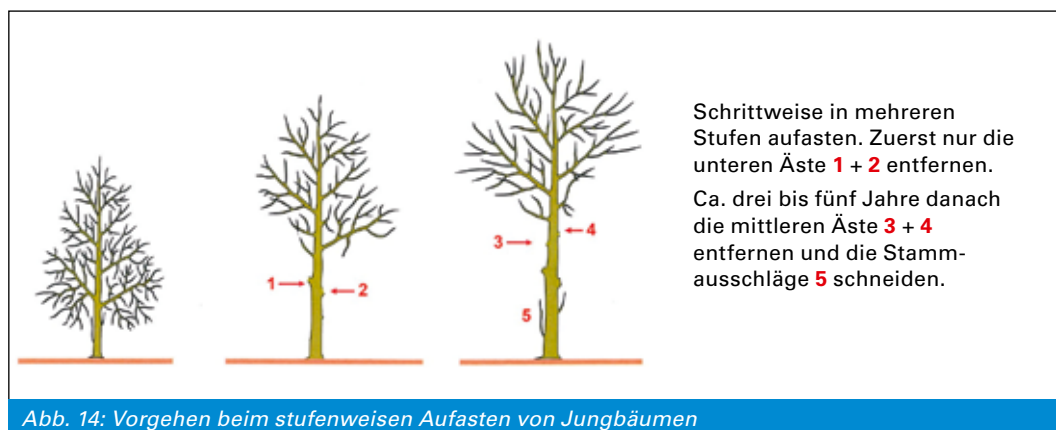 Schrittweise in mehreren
Stufen aufasten. Zuerst nur die
unteren Äste 1 + 2 entfernen.
Ca. drei bis fünf Jahre danach
die mittleren Äste 3 + 4
entfernen und die Stamm-
ausschläge 5 schneiden.
1
2
3
4
5
Abb. 14: Vorgehen beim stufenweisen Aufasten von Jungbäumen